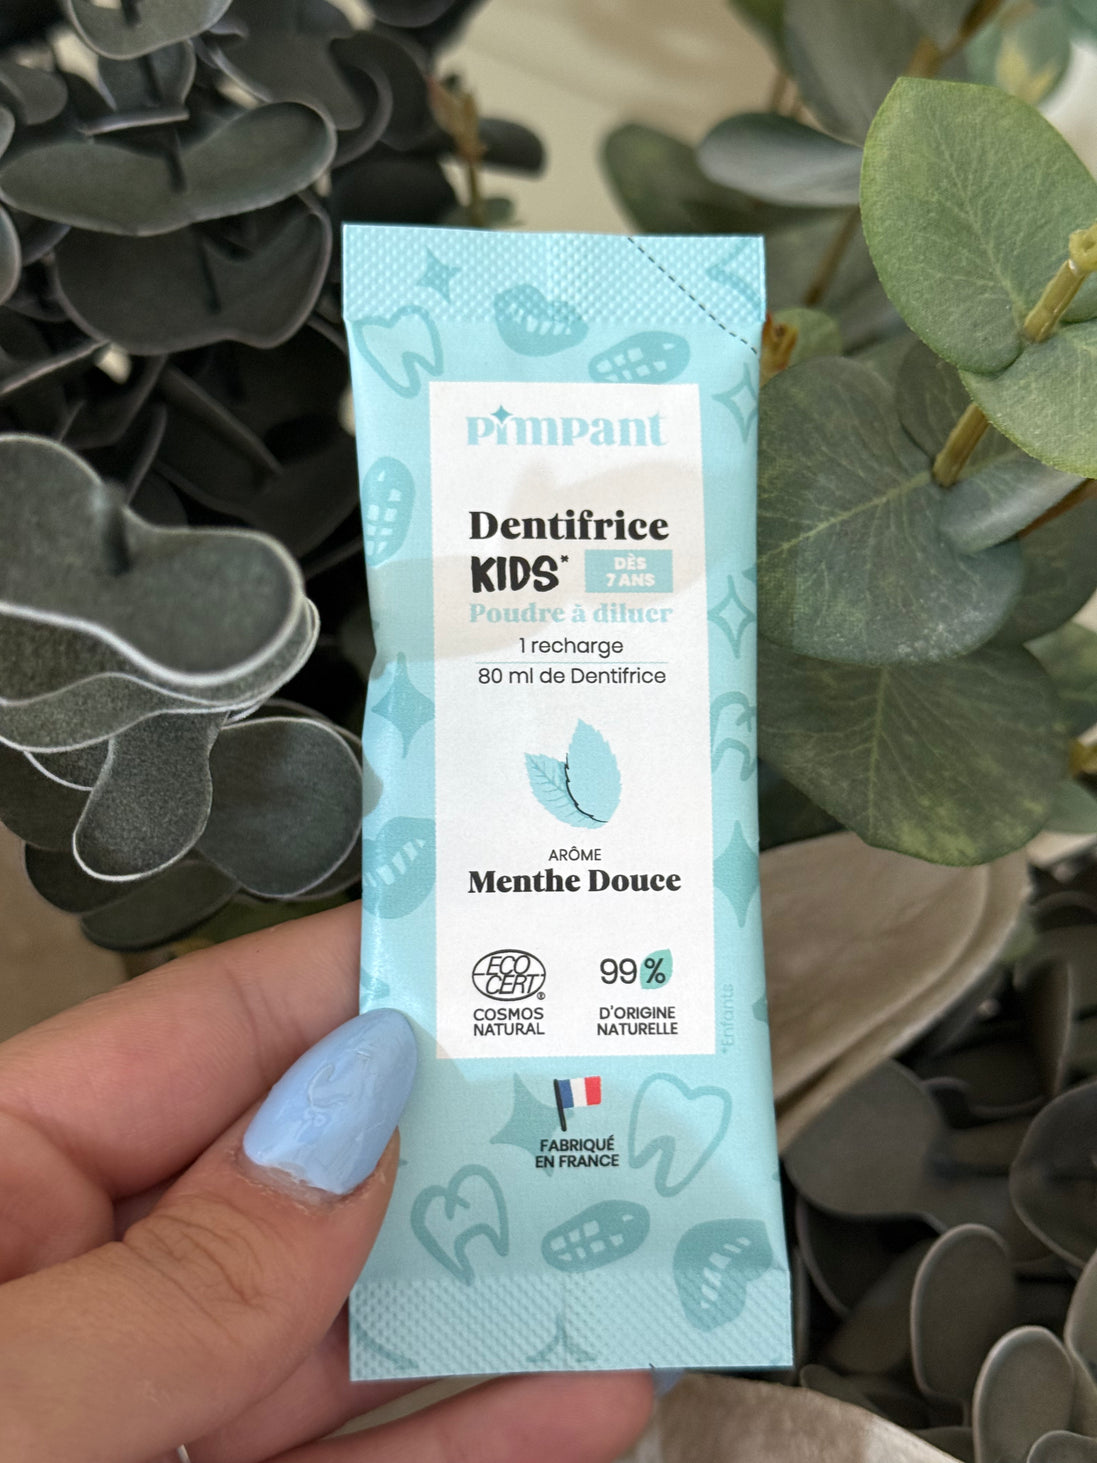 pimpant
Dentifrice
KIDS*
DÈS
7 ANS
Poudre à diluer
1 recharge
80 ml de Dentifrice
ARÔME
Menthe Douce
ECO
CERT®
COSMOS
NATURAL
99%
D'ORIGINE
NATURELLE
*Enfants
FABRIQUÉ
EN FRANCE